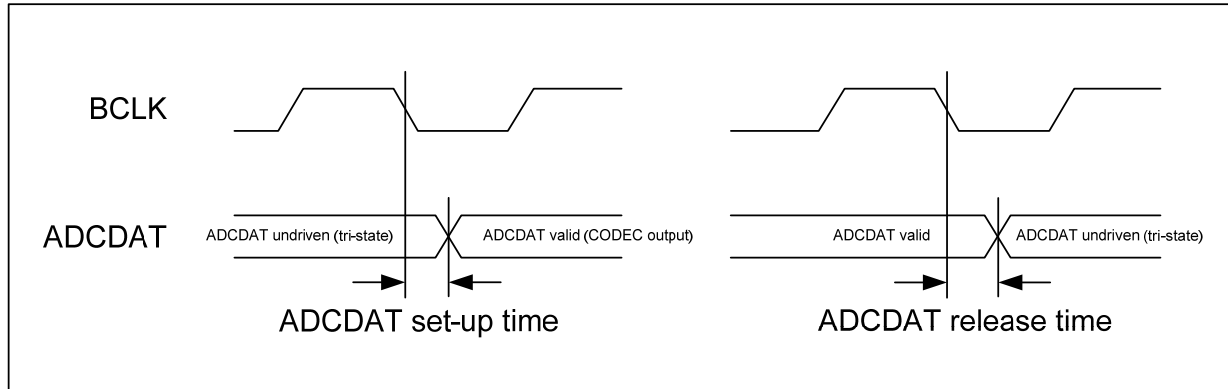 BCLK
ADCDAT
ADCDAT undriven (tri-state)
ADCDAT valid (CODEC output)
ADCDAT valid
ADCDAT undriven (tri-state)
ADCDAT set-up time
ADCDAT release time